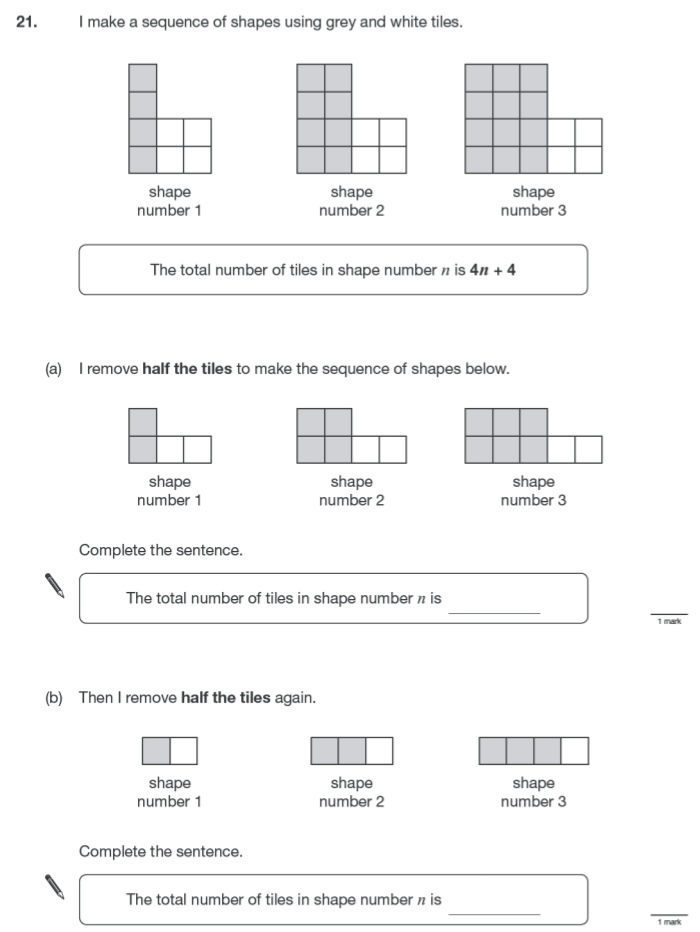 21. I make a sequence of shapes using grey and white tiles.
shape number 1
shape number 2
shape number 3
The total number of tiles in shape number n is 4n + 4
(a) I remove half the tiles to make the sequence of shapes below.
shape number 1
shape number 2
shape number 3
Complete the sentence.
The total number of tiles in shape number n is
1 mark
(b) Then I remove half the tiles again.
shape number 1
shape number 2
shape number 3
Complete the sentence.
The total number of tiles in shape number n is
1 mark